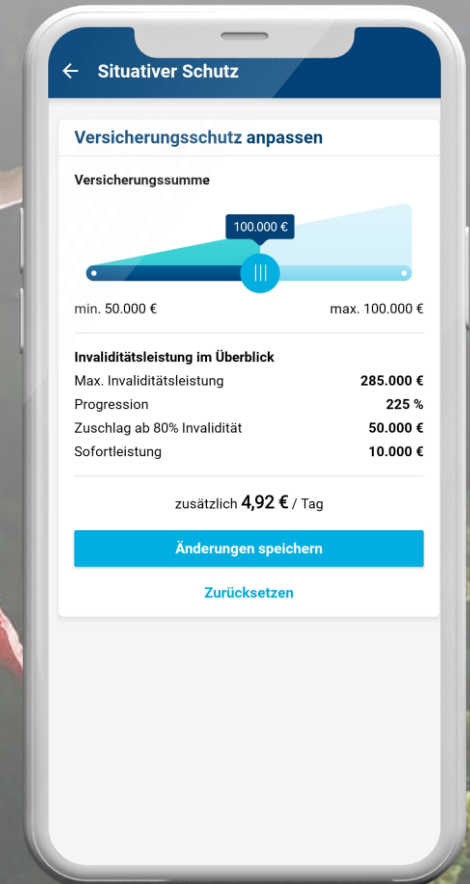 Situativer Schutz
Versicherungsschutz anpassen
Versicherungssumme
100.000 €
min. 50.000 € max. 100.000 €
Invaliditätsleistung im Überblick
Max. Invaliditätsleistung 285.000 €
Progression 225 %
Zuschlag ab 80% Invalidität 50.000 €
Sofortleistung 10.000 €
zusätzlich 4,92 € / Tag
Änderungen speichern
Zurücksetzen